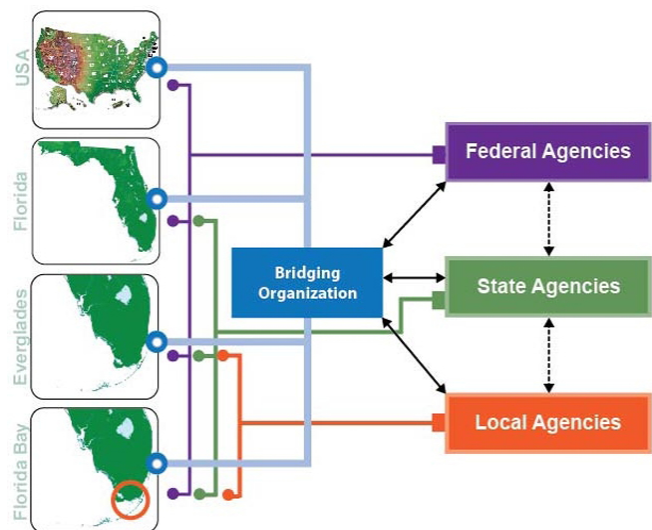 USA
Florida
Everglades
Florida Bay
Bridging
Organization
Federal Agencies
State Agencies
Local Agencies